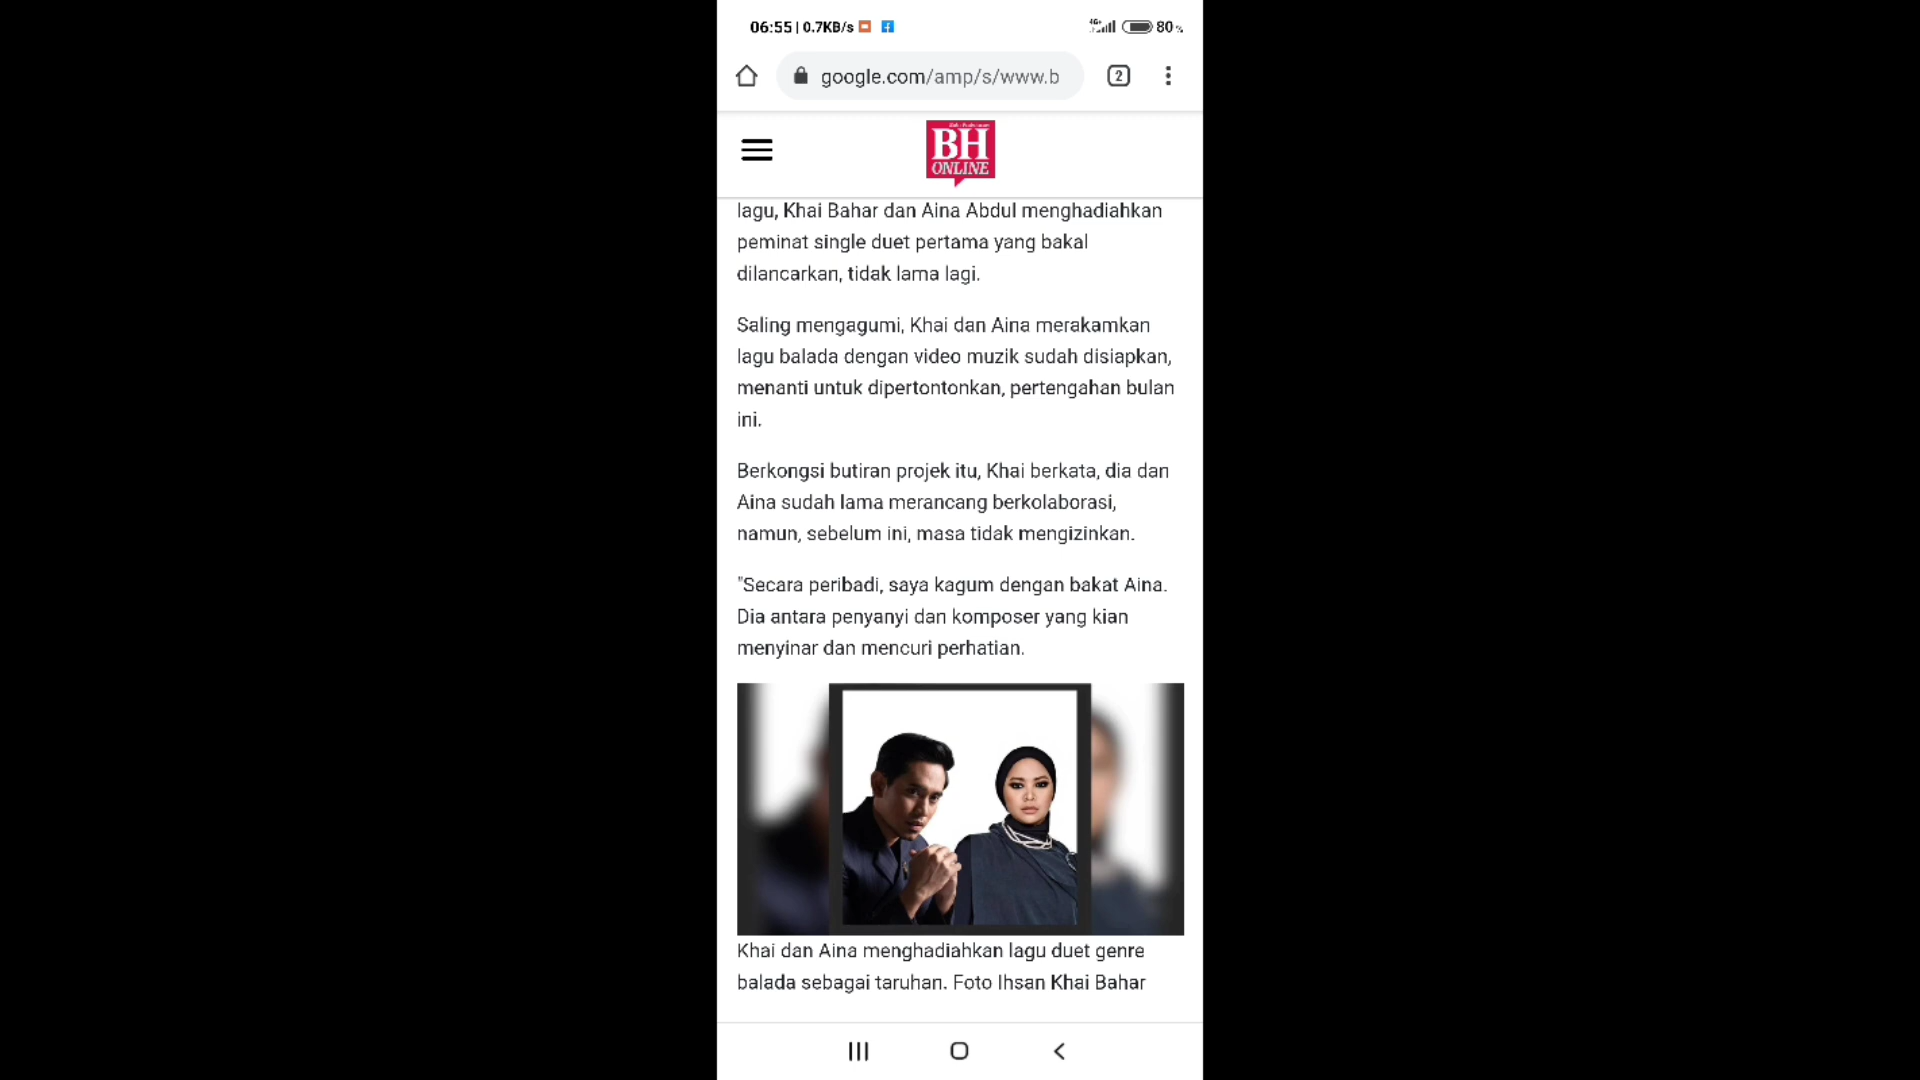 06:55 | 0.7KB/s
4G+
80
google.com/amp/s/www.b
2
BH
ONLINE
lagu, Khai Bahar dan Aina Abdul menghadiahkan
peminat single duet pertama yang bakal
dilancarkan, tidak lama lagi.
Saling mengagumi, Khai dan Aina merakamkan
lagu balada dengan video muzik sudah disiapkan,
menanti untuk dipertontonkan, pertengahan bulan
ini.
Berkongsi butiran projek itu, Khai berkata, dia dan
Aina sudah lama merancang berkolaborasi,
namun, sebelum ini, masa tidak mengizinkan.
"Secara peribadi, saya kagum dengan bakat Aina.
Dia antara penyanyi dan komposer yang kian
menyinar dan mencuri perhatian.
Khai dan Aina menghadiahkan lagu duet genre
balada sebagai taruhan. Foto Ihsan Khai Bahar